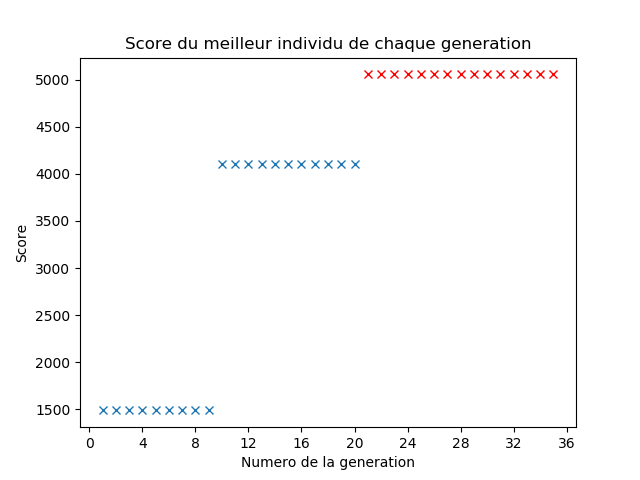 Score du meilleur individu de chaque generation
5000
4500
4000
3500
3000
2500
2000
1500
Score
0 4 8 12 16 20 24 28 32 36
Numero de la generation